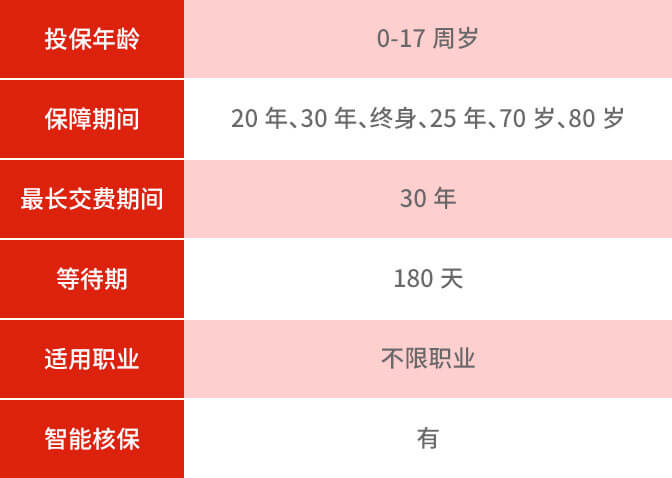 投保年龄 0-17 周岁
保障期间 20 年、30 年、终身、25 年、70 岁、80 岁
最长交费期间 30 年
等待期 180 天
适用职业 不限职业
智能核保 有